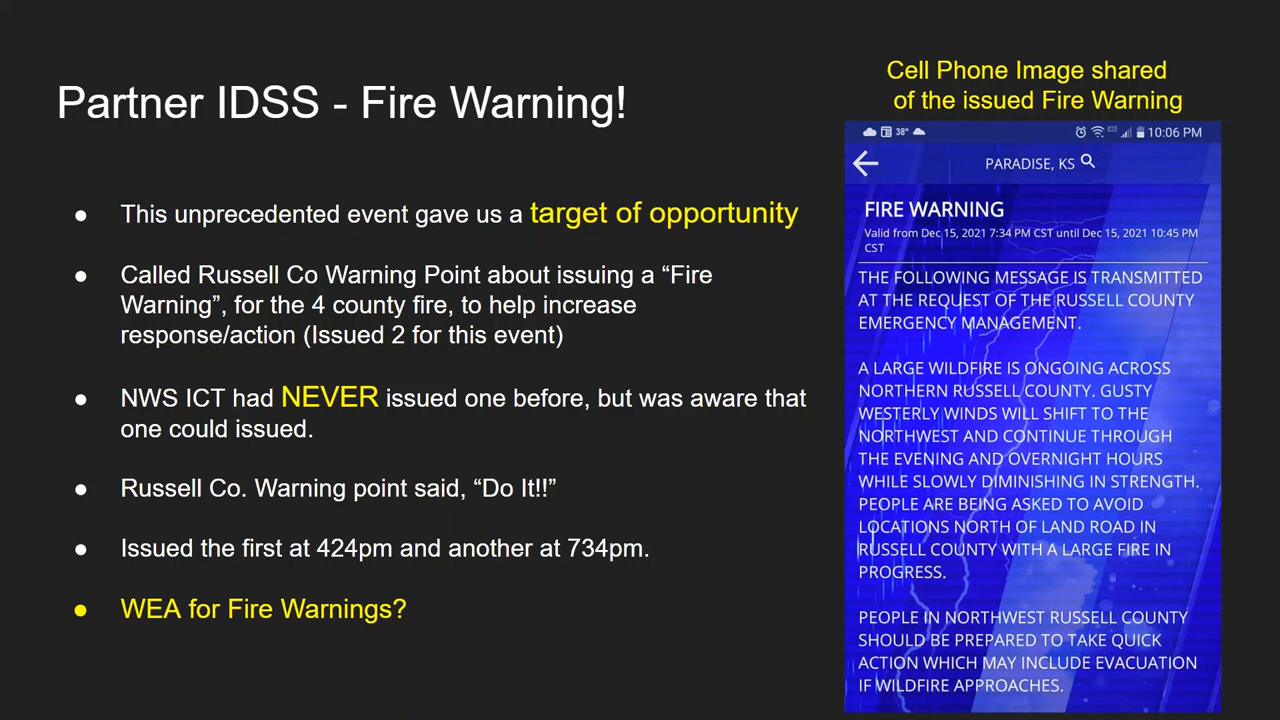 Partner IDSS - Fire Warning!
● This unprecedented event gave us a target of opportunity
● Called Russell Co Warning Point about issuing a “Fire
Warning”, for the 4 county fire, to help increase
response/action (Issued 2 for this event)
● NWS ICT had NEVER issued one before, but was aware that
one could issued.
● Russell Co. Warning point said, “Do It!!”
● Issued the first at 424pm and another at 734pm.
● WEA for Fire Warnings?
Cell Phone Image shared
of the issued Fire Warning
38° 10:06 PM
PARADISE, KS
FIRE WARNING
Valid from Dec 15, 2021 7:34 PM CST until Dec 15, 2021 10:45 PM
CST
THE FOLLOWING MESSAGE IS TRANSMITTED
AT THE REQUEST OF THE RUSSELL COUNTY
EMERGENCY MANAGEMENT.
A LARGE WILDFIRE IS ONGOING ACROSS
NORTHERN RUSSELL COUNTY. GUSTY
WESTERLY WINDS WILL SHIFT TO THE
NORTHWEST AND CONTINUE THROUGH
THE EVENING AND OVERNIGHT HOURS
WHILE SLOWLY DIMINISHING IN STRENGTH.
PEOPLE ARE BEING ASKED TO AVOID
LOCATIONS NORTH OF LAND ROAD IN
RUSSELL COUNTY WITH A LARGE FIRE IN
PROGRESS.
PEOPLE IN NORTHWEST RUSSELL COUNTY
SHOULD BE PREPARED TO TAKE QUICK
ACTION WHICH MAY INCLUDE EVACUATION
IF WILDFIRE APPROACHES.